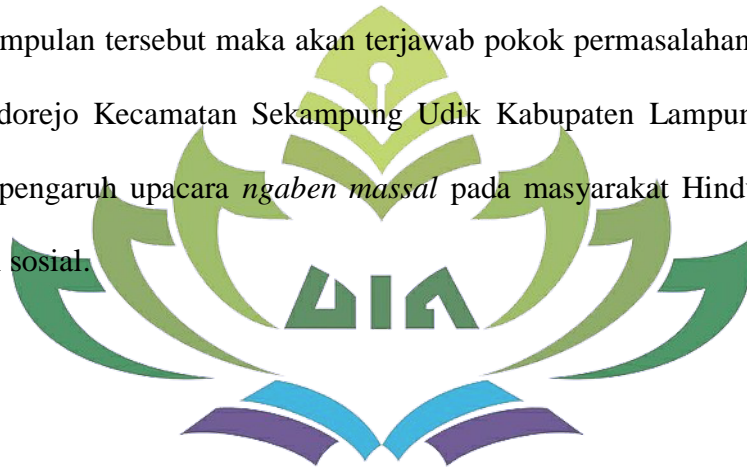 mpulan tersebut maka akan terjawab pokok permasalahan
dorejo Kecamatan Sekampung Udik Kabupaten Lampun
pengaruh upacara ngaben massal pada masyarakat Hind
sosial.
UIN